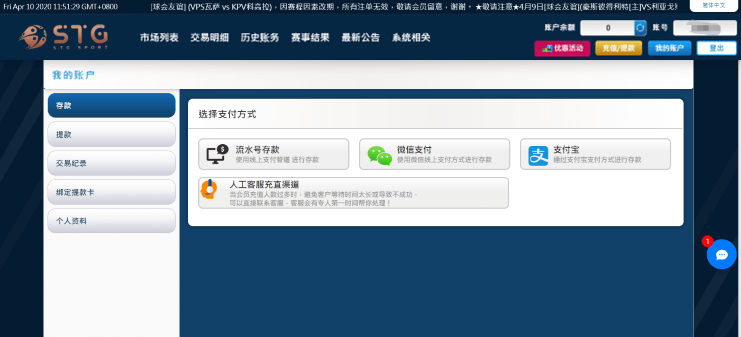 Fri Apr 10 2020 11:51:29 GMT+0800
[球会友谊] (VPS瓦萨 vs KPV科高拉)，因赛程因素改期，所有注单无效，敬请会员留意，谢谢。 ★敬请注意★4月9日[球会友谊][豪斯彼得利特[主]VS利亚
繁体中文
STG
STG SPORT
市场列表 交易明细 历史账务 赛事结果 最新公告 系统相关
账户余额 0 账号
优惠活动 充值/提款 我的账户 登出
我的账户
存款
提款
交易纪录
绑定提款卡
个人资料
选择支付方式
流水号存款
使用线上支付管道 进行存款
微信支付
使用微信线上支付方式进行存款
支付宝
通过支付宝支付方式进行存款
人工客服充直渠道
当会员充值人数过多时，避免客户等待时间太长或导致不成功，
可以直接联系客服，客服会有专人第一时间帮你处理！
1